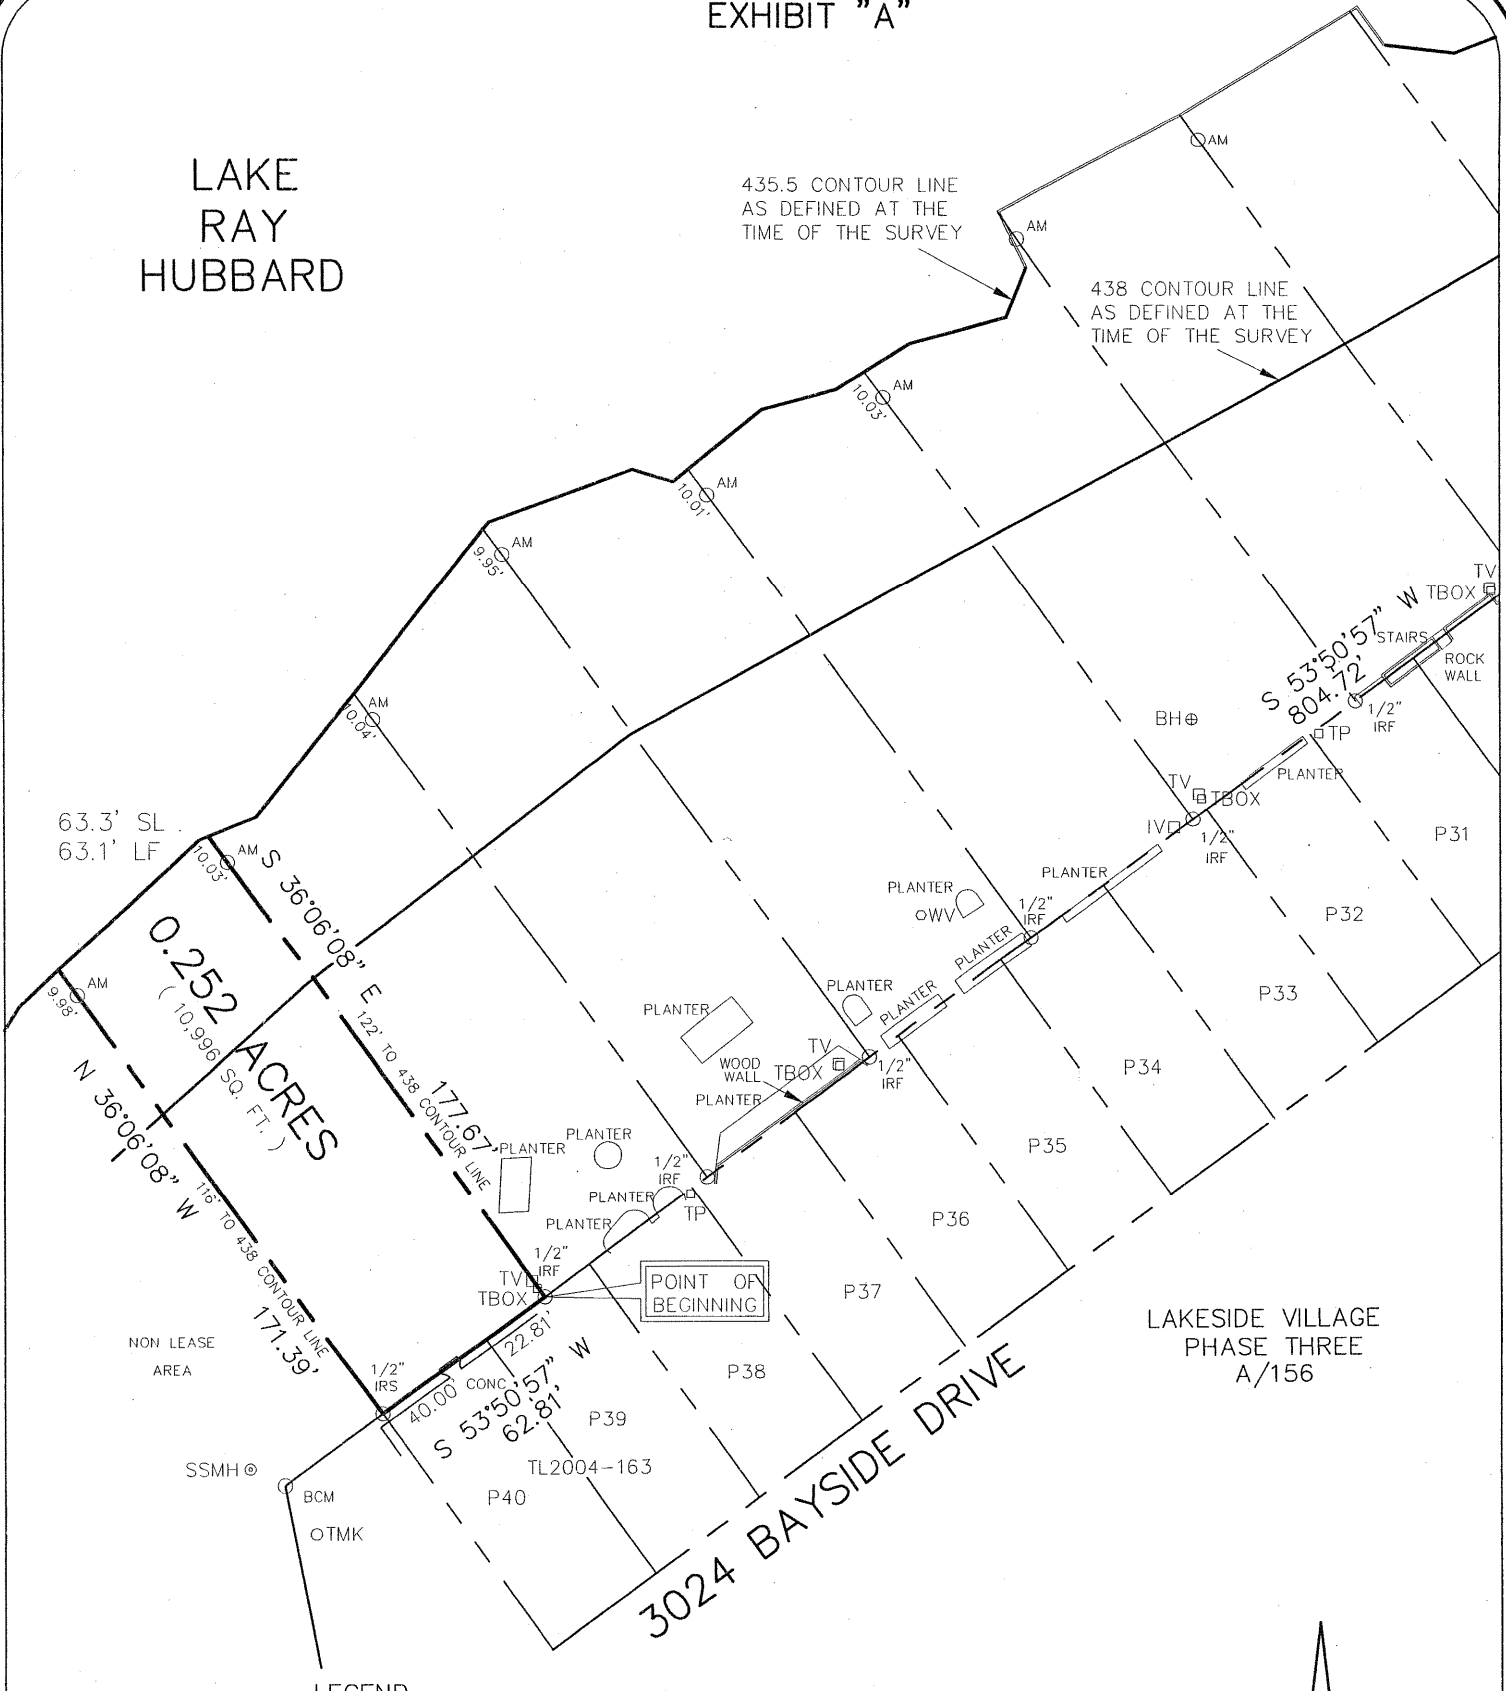 EXHIBIT "A"
LAKE
RAY
HUBBARD
435.5 CONTOUR LINE
AS DEFINED AT THE
TIME OF THE SURVEY
438 CONTOUR LINE
AS DEFINED AT THE
TIME OF THE SURVEY
AM
AM
AM
10.03'
AM
10.01'
AM
9.95'
AM
10.04'
AM
10.03'
AM
9.98'
63.3' SL
63.1' LF
S 36°06'08" E
177.67'
122' TO 438 CONTOUR LINE
0.252 ACRES
( 10,996 SQ. FT. )
N 36°06'08" W
171.39'
116' TO 438 CONTOUR LINE
S 53°50'57" W
804.72'
TV
TBOX
STAIRS
ROCK
WALL
1/2"
IRF
TP
PLANTER
BH
TV
TBOX
IV
1/2"
IRF
PLANTER
PLANTER
WV
1/2"
IRF
PLANTER
PLANTER
PLANTER
PLANTER
TV
TBOX
1/2"
IRF
WOOD
WALL
PLANTER
PLANTER
PLANTER
1/2"
IRF
TP
PLANTER
PLANTER
1/2"
IRF
TV
TBOX
POINT OF
BEGINNING
22.81'
40.00'
CONC
S 53°50'57" W
62.81'
1/2"
IRS
NON LEASE
AREA
SSMH
BCM
TMK
P31
P32
P33
P34
P35
P36
P37
P38
P39
TL2004-163
P40
LAKESIDE VILLAGE
PHASE THREE
A/156
3024 BAYSIDE DRIVE
LEGEND